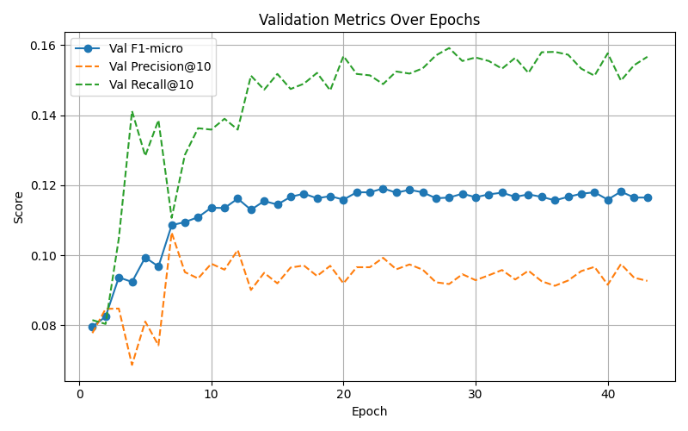 Validation Metrics Over Epochs
Val F1-micro
Val Precision@10
Val Recall@10
0.16
0.14
0.12
0.10
0.08
Score
0 10 20 30 40
Epoch